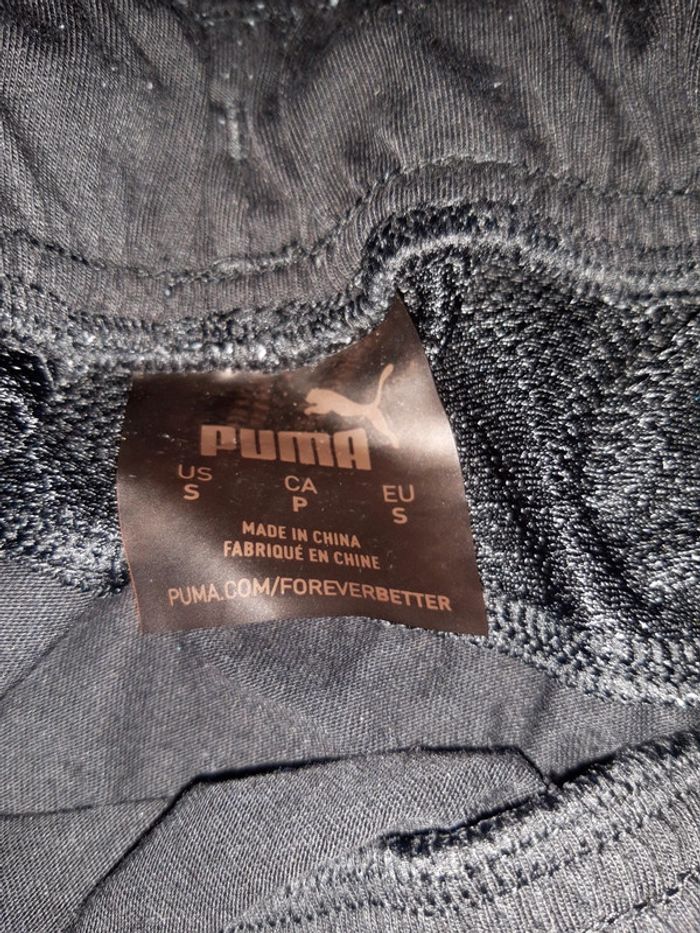 PUMA
US CA EU
S P S
MADE IN CHINA
FABRIQUÉ EN CHINE
PUMA.COM/FOREVERBETTER